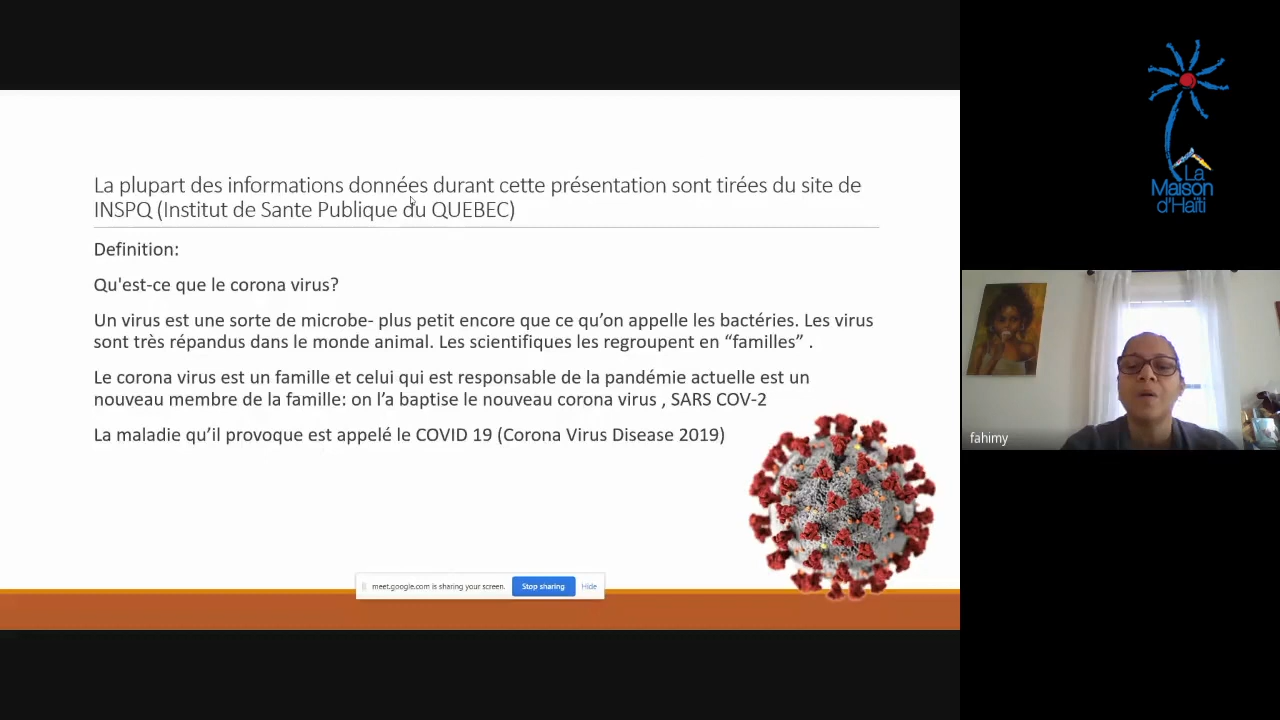 La plupart des informations données durant cette présentation sont tirées du site de
INSPQ (Institut de Sante Publique du QUEBEC)
Definition:
Qu'est-ce que le corona virus?
Un virus est une sorte de microbe- plus petit encore que ce qu’on appelle les bactéries. Les virus
sont très répandus dans le monde animal. Les scientifiques les regroupent en “familles” .
Le corona virus est un famille et celui qui est responsable de la pandémie actuelle est un
nouveau membre de la famille: on l’a baptise le nouveau corona virus , SARS COV-2
La maladie qu’il provoque est appelé le COVID 19 (Corona Virus Disease 2019)
meet.google.com is sharing your screen.
Stop sharing
Hide
La
Maison
d'Haïti
fahimy